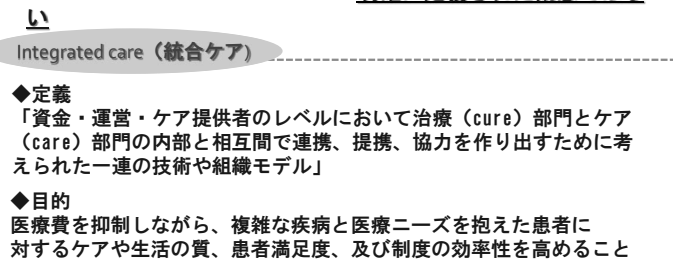 い
Integrated care（統合ケア）
◆定義
「資金・運営・ケア提供者のレベルにおいて治療（cure）部門とケア
（care）部門の内部と相互間で連携、提携、協力を作り出すために考
えられた一連の技術や組織モデル」
◆目的
医療費を抑制しながら、複雑な疾病と医療ニーズを抱えた患者に
対するケアや生活の質、患者満足度、及び制度の効率性を高めること